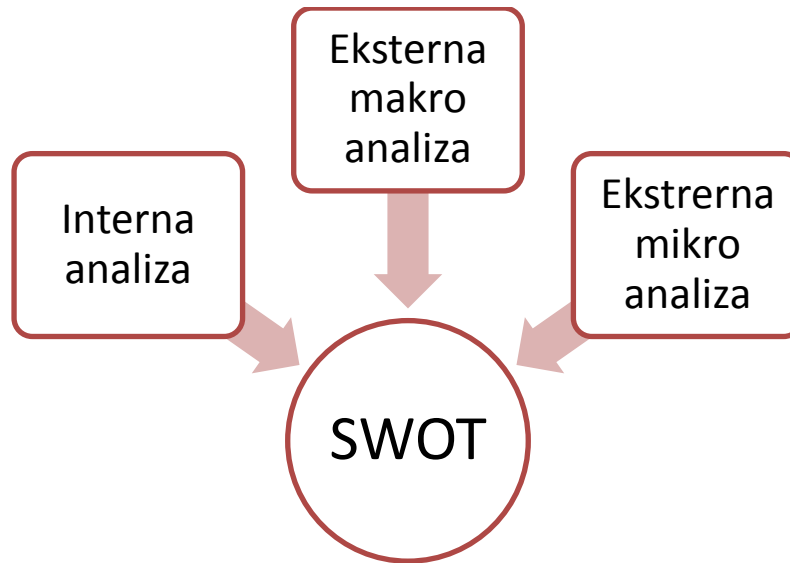 Eksterna
makro
analiza
Interna
analiza
Ekstrerna
mikro
analiza
SWOT